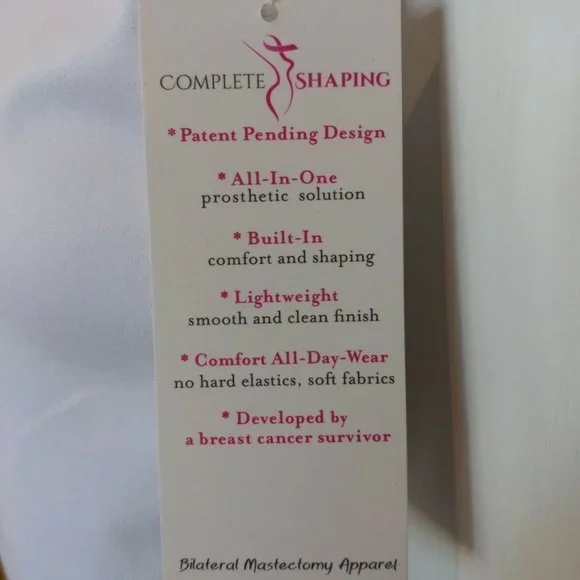 COMPLETE SHAPING
* Patent Pending Design
* All-In-One
prosthetic solution
* Built-In
comfort and shaping
* Lightweight
smooth and clean finish
* Comfort All-Day-Wear
no hard elastics, soft fabrics
* Developed by
a breast cancer survivor
Bilateral Mastectomy Apparel